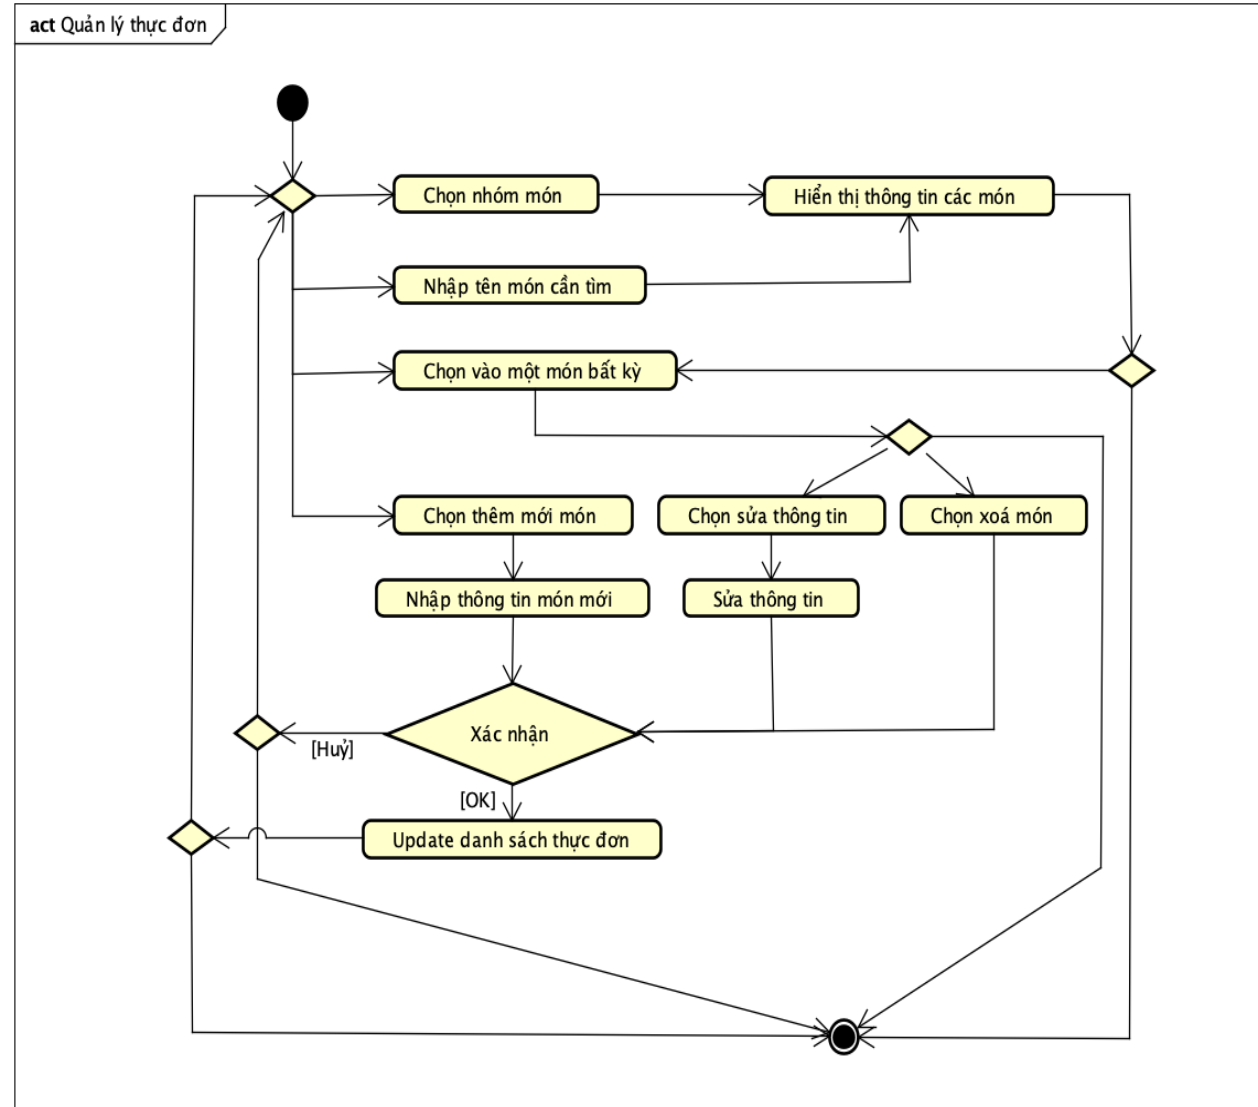 act Quản lý thực đơn
Chọn nhóm món
Hiển thị thông tin các món
Nhập tên món cần tìm
Chọn vào một món bất kỳ
Chọn thêm mới món
Chọn sửa thông tin
Chọn xoá món
Nhập thông tin món mới
Sửa thông tin
Xác nhận
[Huỷ]
[OK]
Update danh sách thực đơn